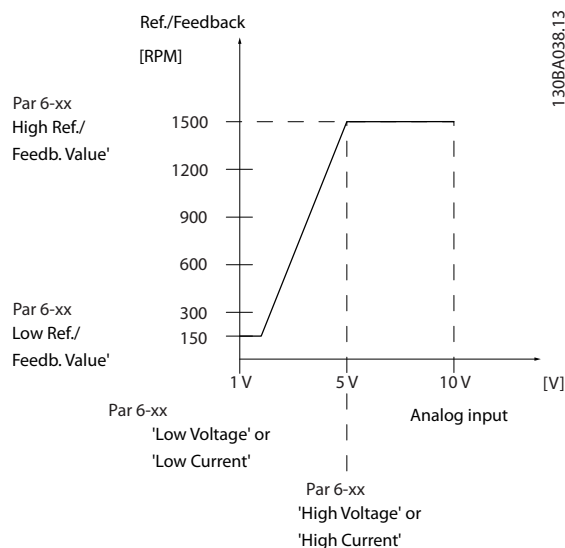 Ref./Feedback
[RPM]
130BA038.13
Par 6-xx
High Ref./
Feedb. Value'
1500
1200
900
600
300
150
Par 6-xx
Low Ref./
Feedb. Value'
1 V
5 V
10 V
[V]
Par 6-xx
'Low Voltage' or
'Low Current'
Analog input
Par 6-xx
'High Voltage' or
'High Current'